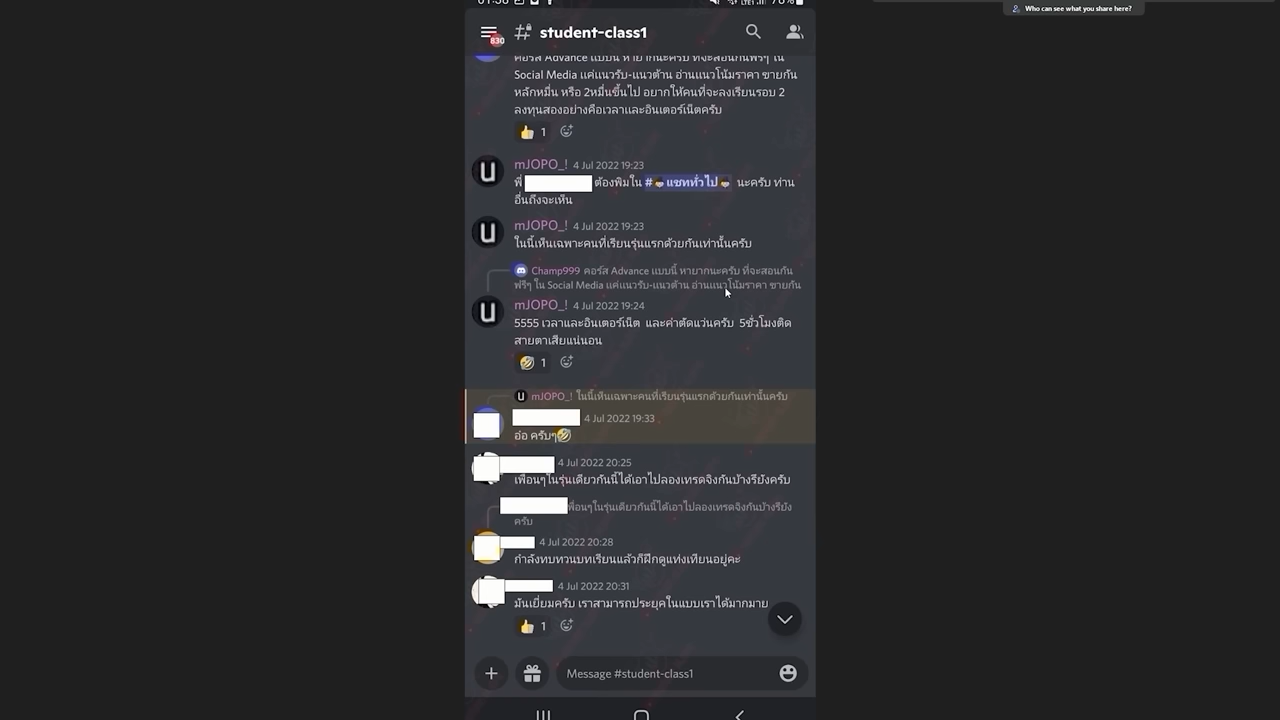 Who can see what you share here?
830
student-class1
คอร์ส Advance แบบนี้ หายากนะครับ ที่จะสอนกันฟรีๆ ใน
Social Media แค่แนวรับ-แนวต้าน อ่านแนวโน้มราคา ขายกัน
หลักหมื่น หรือ 2หมื่นขึ้นไป อยากให้คนที่จะลงเรียนรอบ 2
ลงทุนสองอย่างคือเวลาและอินเตอร์เน็ตครับ
👍 1
mJOPO_! 4 Jul 2022 19:23
พี่ ต้องพิมใน #แชททั่วไป นะครับ ท่าน
อื่นถึงจะเห็น
mJOPO_! 4 Jul 2022 19:23
ในนี้เห็นเฉพาะคนที่เรียนรุ่นแรกด้วยกันเท่านั้นครับ
Champ999 คอร์ส Advance แบบนี้ หายากนะครับ ที่จะสอนกัน
ฟรีๆ ใน Social Media แค่แนวรับ-แนวต้าน อ่านแนวโน้มราคา ขายกัน
mJOPO_! 4 Jul 2022 19:24
5555 เวลาและอินเตอร์เน็ต และค่าตัดแว่นครับ 5ชั่วโมงติด
สายตาเสียแน่นอน
🤣 1
mJOPO_! ในนี้เห็นเฉพาะคนที่เรียนรุ่นแรกด้วยกันเท่านั้นครับ
4 Jul 2022 19:33
อ่อ ครับๆ🤣
4 Jul 2022 20:25
เพื่อนๆในรุ่นเดียวกันนี้ได้เอาไปลองเทรดจิงกันบ้างรึยังครับ
พื่อนๆในรุ่นเดียวกันนี้ได้เอาไปลองเทรดจิงกันบ้างรึยัง
ครับ
4 Jul 2022 20:28
กำลังทบทวนบทเรียนแล้วก็ฝึกดูแท่งเทียนอยู่คะ
4 Jul 2022 20:31
มันเยี่ยมครับ เราสามารถประยุคในแบบเราได้มากมาย
👍 1
Message #student-class1